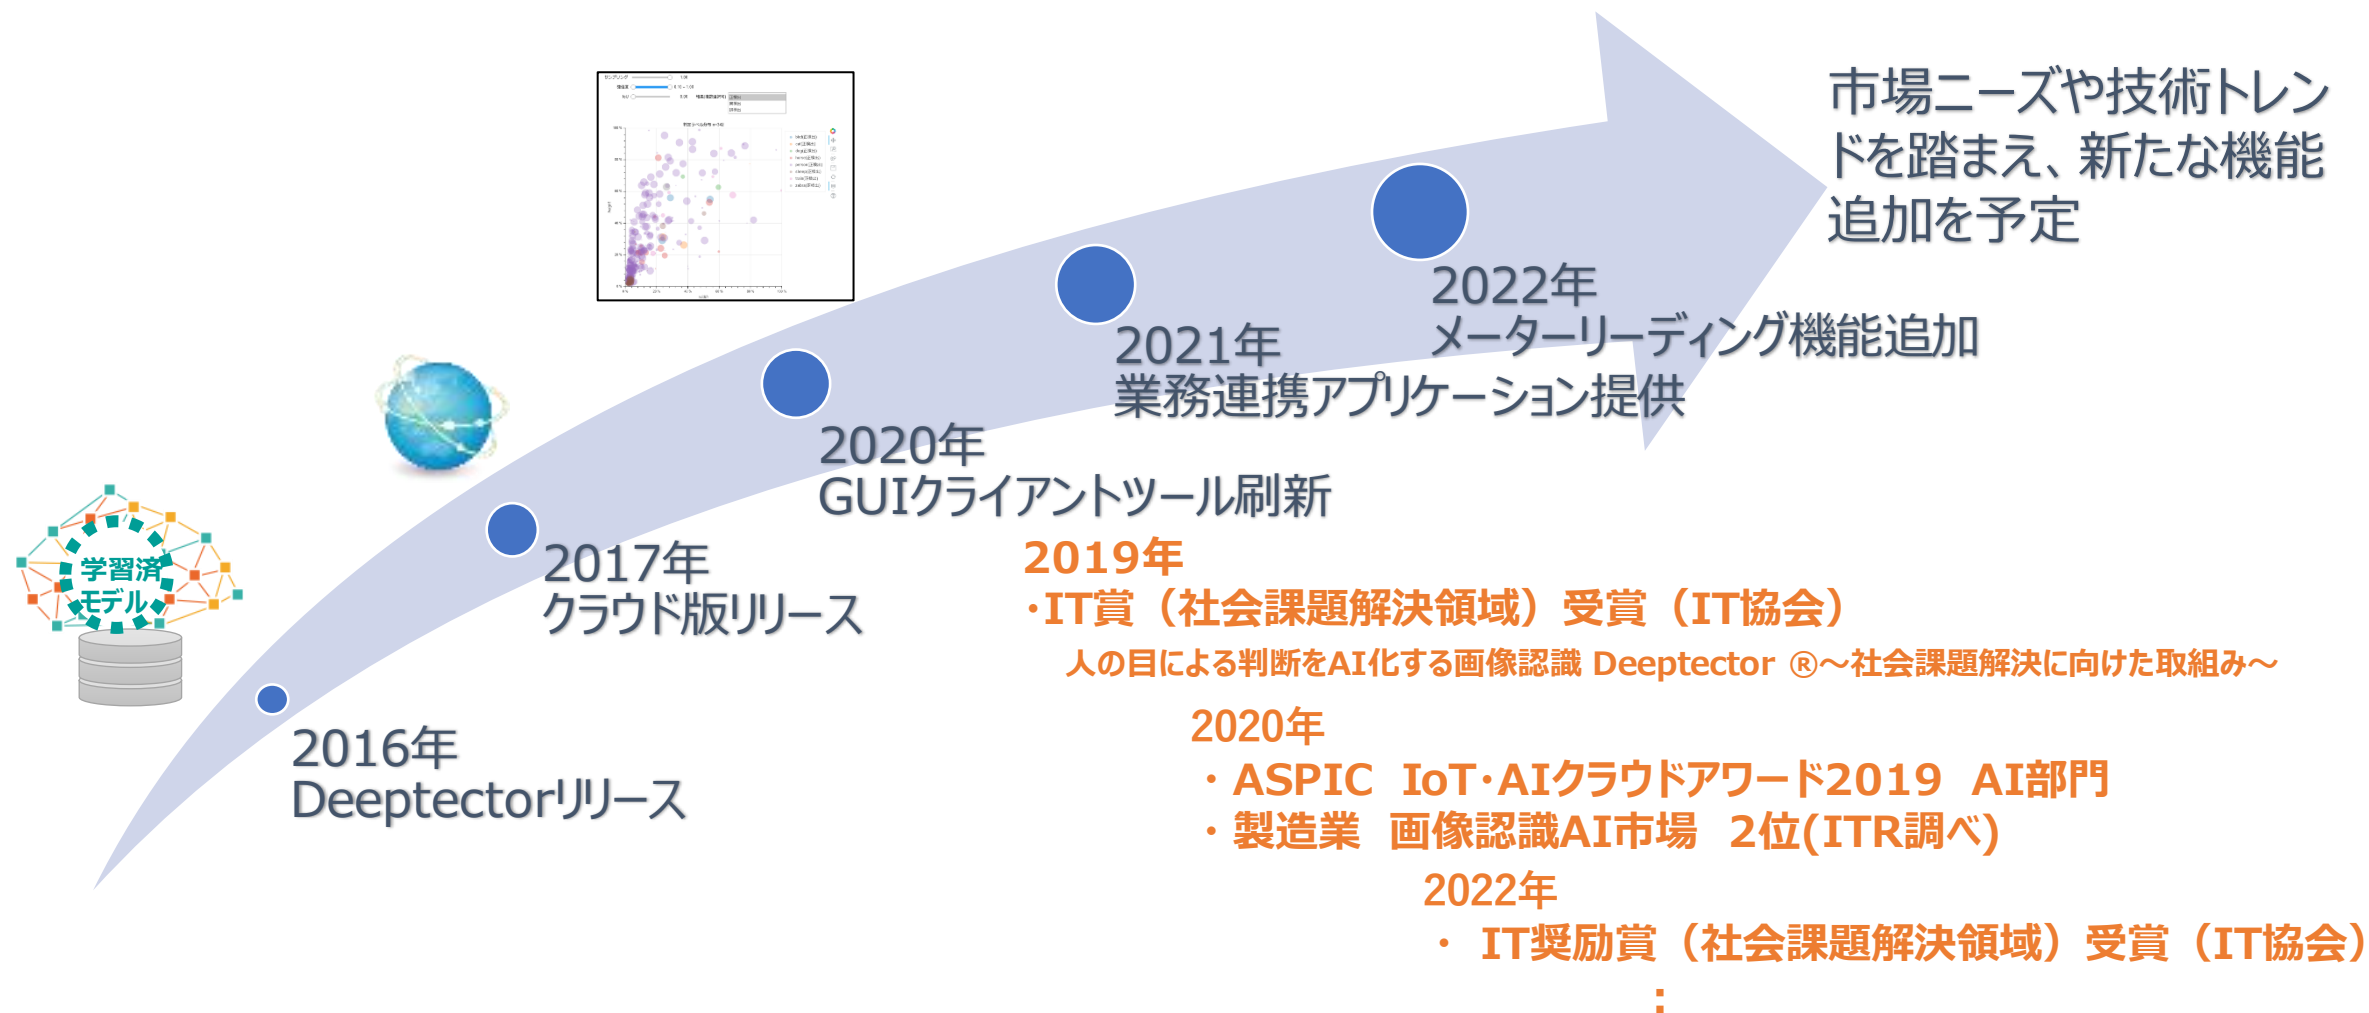 市場ニーズや技術トレン
ドを踏まえ、新たな機能
追加を予定
2022年
メーターリーディング機能追加
2021年
業務連携アプリケーション提供
2020年
GUIクライアントツール刷新
2017年
クラウド版リリース
学習済
モデル
2016年
Deeptectorリリース
2019年
・IT賞（社会課題解決領域）受賞（IT協会）
人の目による判断をAI化する画像認識 Deeptector ®～社会課題解決に向けた取組み～
2020年
・ASPIC　IoT・AIクラウドアワード2019　AI部門
・製造業　画像認識AI市場　2位(ITR調べ)
2022年
・ IT奨励賞（社会課題解決領域）受賞（IT協会）
：